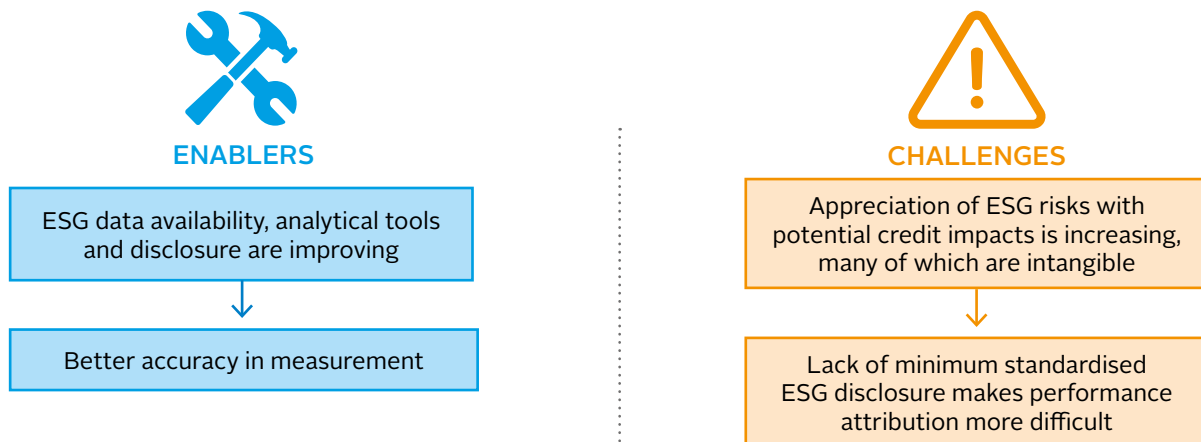 ENABLERS
ESG data availability, analytical tools
and disclosure are improving
Better accuracy in measurement
CHALLENGES
Appreciation of ESG risks with
potential credit impacts is increasing,
many of which are intangible
Lack of minimum standardised
ESG disclosure makes performance
attribution more difficult